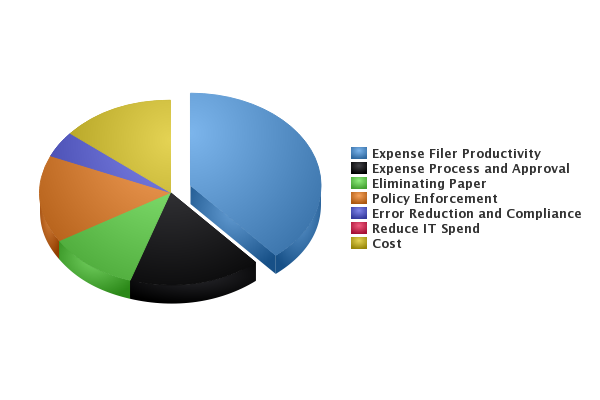 Expense Filer Productivity
Expense Process and Approval
Eliminating Paper
Policy Enforcement
Error Reduction and Compliance
Reduce IT Spend
Cost